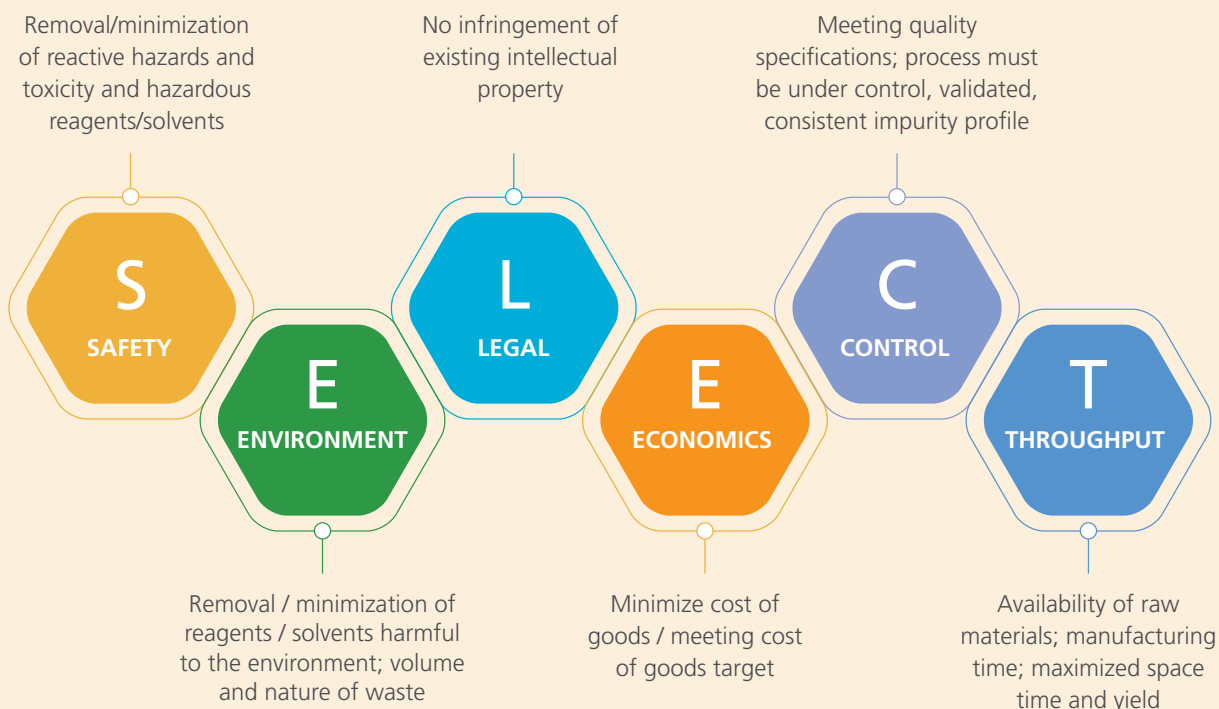 Removal/minimization
of reactive hazards and
toxicity and hazardous
reagents/solvents
No infringement of
existing intellectual
property
Meeting quality
specifications; process must
be under control, validated,
consistent impurity profile
S
SAFETY
E
ENVIRONMENT
L
LEGAL
E
ECONOMICS
C
CONTROL
T
THROUGHPUT
Removal / minimization of
reagents / solvents harmful
to the environment; volume
and nature of waste
Minimize cost of
goods / meeting cost
of goods target
Availability of raw
materials; manufacturing
time; maximized space
time and yield